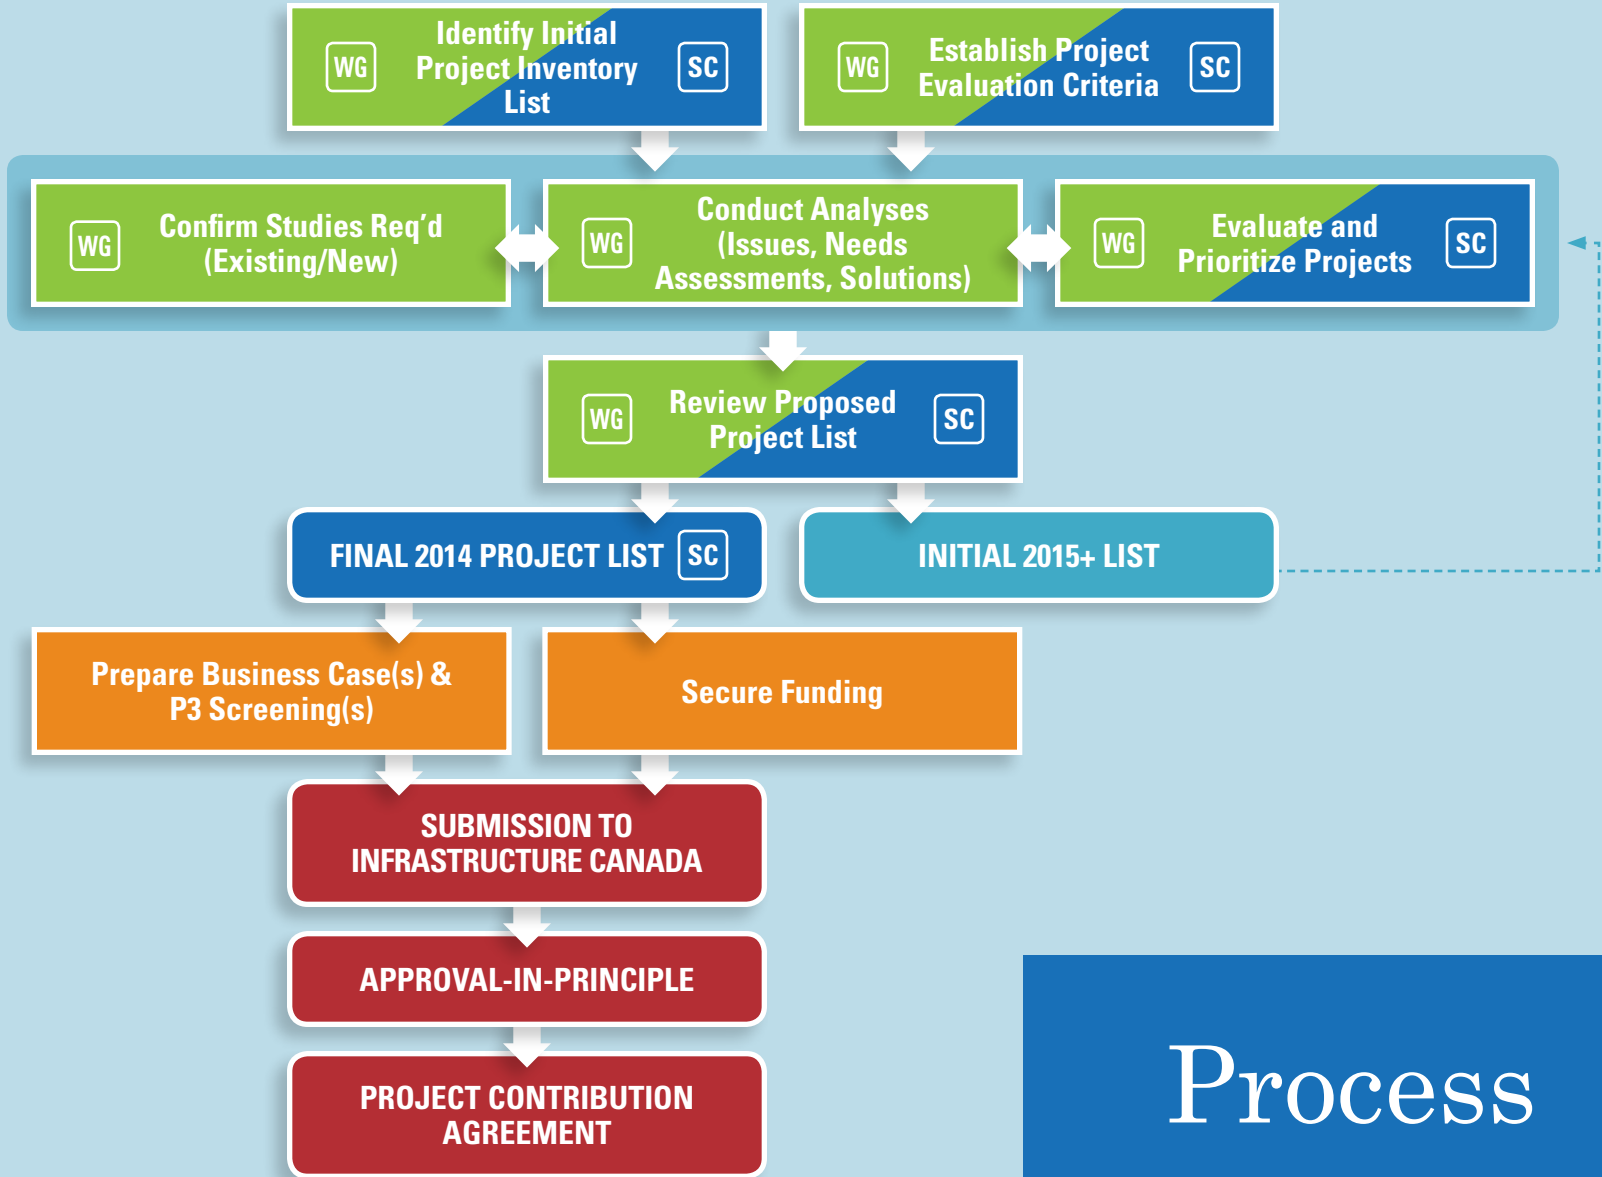 WG
Identify Initial
Project Inventory
List
SC
WG
Establish Project
Evaluation Criteria
SC
WG
Confirm Studies Req’d
(Existing/New)
WG
Conduct Analyses
(Issues, Needs
Assessments, Solutions)
WG
Evaluate and
Prioritize Projects
SC
WG
Review Proposed
Project List
SC
FINAL 2014 PROJECT LIST SC
INITIAL 2015+ LIST
Prepare Business Case(s) &
P3 Screening(s)
Secure Funding
SUBMISSION TO
INFRASTRUCTURE CANADA
APPROVAL-IN-PRINCIPLE
PROJECT CONTRIBUTION
AGREEMENT
Process